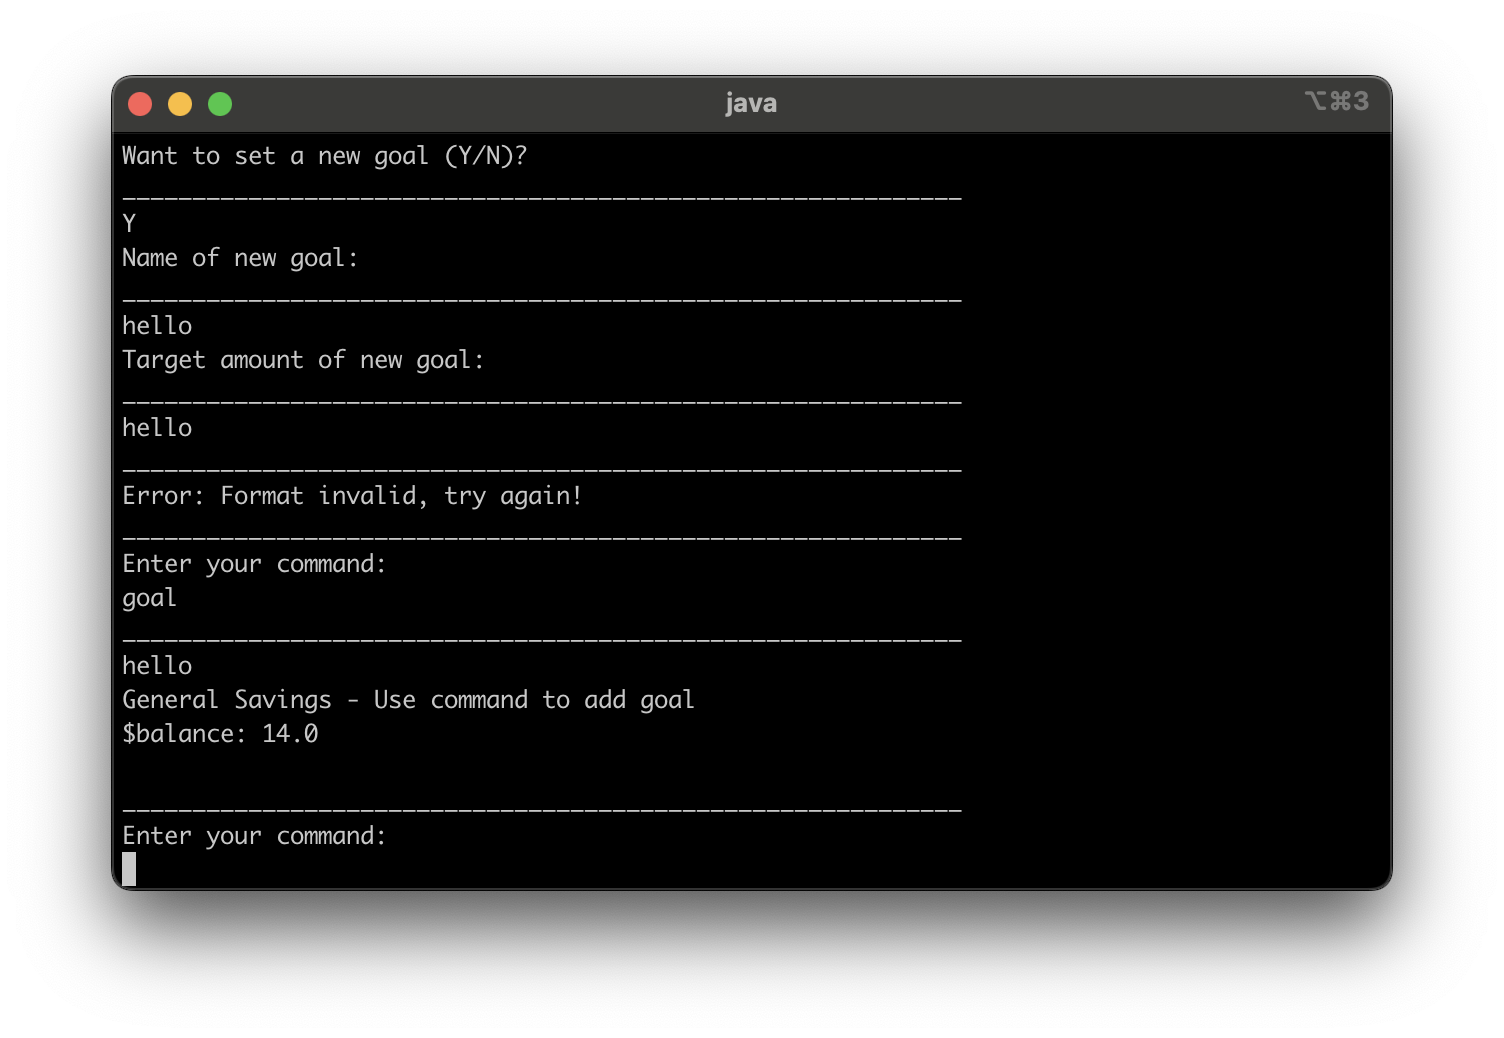 java
⌥⌘3
Want to set a new goal (Y/N)?
____________________________________________________________
Y
Name of new goal:
____________________________________________________________
hello
Target amount of new goal:
____________________________________________________________
hello
____________________________________________________________
Error: Format invalid, try again!
____________________________________________________________
Enter your command:
goal
____________________________________________________________
hello
General Savings - Use command to add goal
$balance: 14.0
____________________________________________________________
Enter your command: